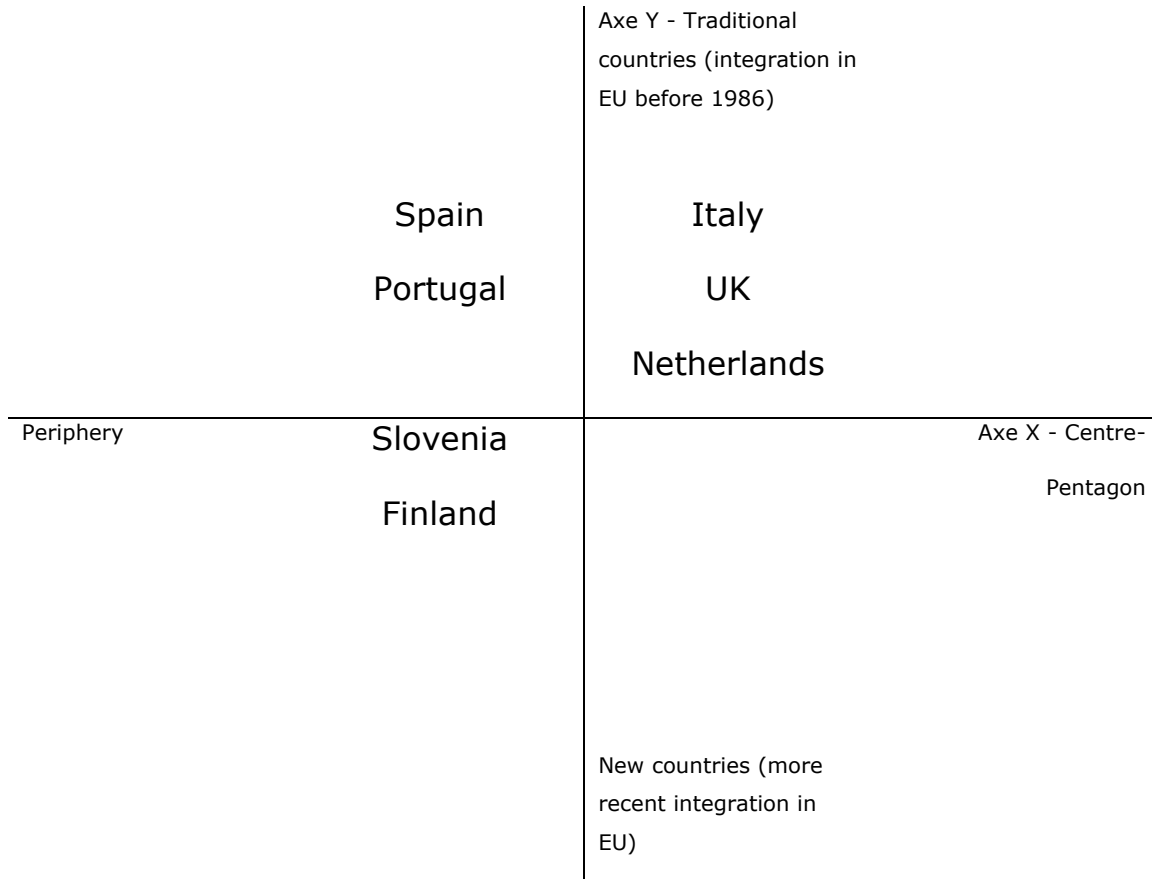 Axe Y - Traditional
countries (integration in
EU before 1986)
Spain
Italy
Portugal
UK
Netherlands
Periphery
Slovenia
Axe X - Centre-
Pentagon
Finland
New countries (more
recent integration in
EU)